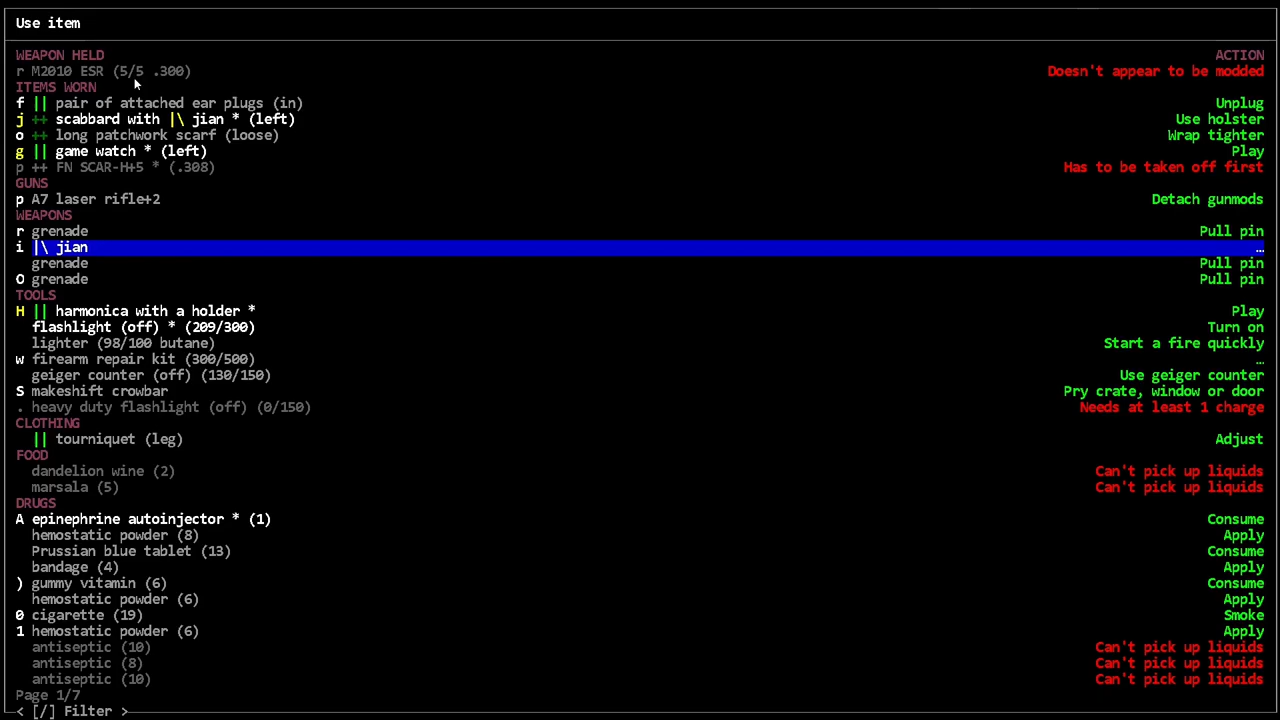 Use item
WEAPON HELD ACTION
r M2010 ESR (5/5 .300) Doesn't appear to be modded
ITEMS WORN
f || pair of attached ear plugs (in) Unplug
j ++ scabbard with |\ jian * (left) Use holster
o ++ long patchwork scarf (loose) Wrap tighter
g || game watch * (left) Play
p ++ FN SCAR-H+5 * (.308) Has to be taken off first
GUNS
p A7 laser rifle+2 Detach gunmods
WEAPONS
r grenade Pull pin
i |\ jian …
grenade Pull pin
O grenade Pull pin
TOOLS
H || harmonica with a holder * Play
flashlight (off) * (209/300) Turn on
lighter (98/100 butane) Start a fire quickly
w firearm repair kit (300/500) …
geiger counter (off) (130/150) Use geiger counter
S makeshift crowbar Pry crate, window or door
. heavy duty flashlight (off) (0/150) Needs at least 1 charge
CLOTHING
|| tourniquet (leg) Adjust
FOOD
dandelion wine (2) Can't pick up liquids
marsala (5) Can't pick up liquids
DRUGS
A epinephrine autoinjector * (1) Consume
hemostatic powder (8) Apply
Prussian blue tablet (13) Consume
bandage (4) Apply
) gummy vitamin (6) Consume
hemostatic powder (6) Apply
0 cigarette (19) Smoke
1 hemostatic powder (6) Apply
antiseptic (10) Can't pick up liquids
antiseptic (8) Can't pick up liquids
antiseptic (10) Can't pick up liquids
Page 1/7
< [/] Filter >